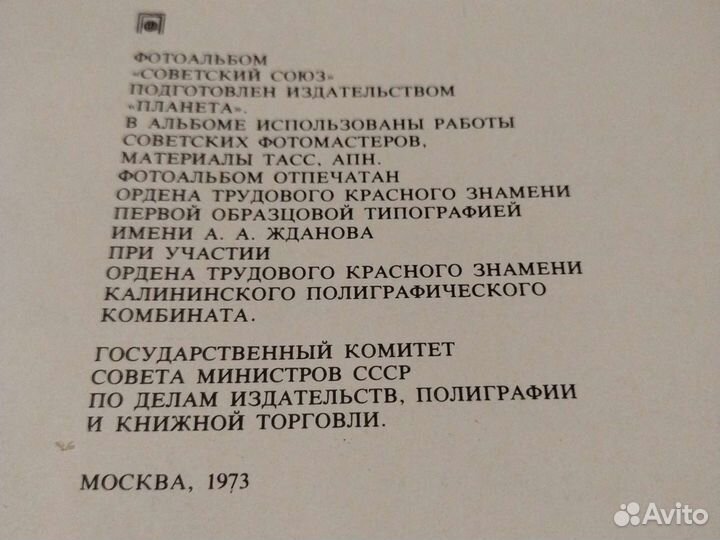 ФОТОАЛЬБОМ
«СОВЕТСКИЙ СОЮЗ»
ПОДГОТОВЛЕН ИЗДАТЕЛЬСТВОМ
«ПЛАНЕТА».
В АЛЬБОМЕ ИСПОЛЬЗОВАНЫ РАБОТЫ
СОВЕТСКИХ ФОТОМАСТЕРОВ,
МАТЕРИАЛЫ ТАСС, АПН.
ФОТОАЛЬБОМ ОТПЕЧАТАН
ОРДЕНА ТРУДОВОГО КРАСНОГО ЗНАМЕНИ
ПЕРВОЙ ОБРАЗЦОВОЙ ТИПОГРАФИЕЙ
ИМЕНИ А. А. ЖДАНОВА
ПРИ УЧАСТИИ
ОРДЕНА ТРУДОВОГО КРАСНОГО ЗНАМЕНИ
КАЛИНИНСКОГО ПОЛИГРАФИЧЕСКОГО
КОМБИНАТА.
ГОСУДАРСТВЕННЫЙ КОМИТЕТ
СОВЕТА МИНИСТРОВ СССР
ПО ДЕЛАМ ИЗДАТЕЛЬСТВ, ПОЛИГРАФИИ
И КНИЖНОЙ ТОРГОВЛИ.
МОСКВА, 1973
Avito